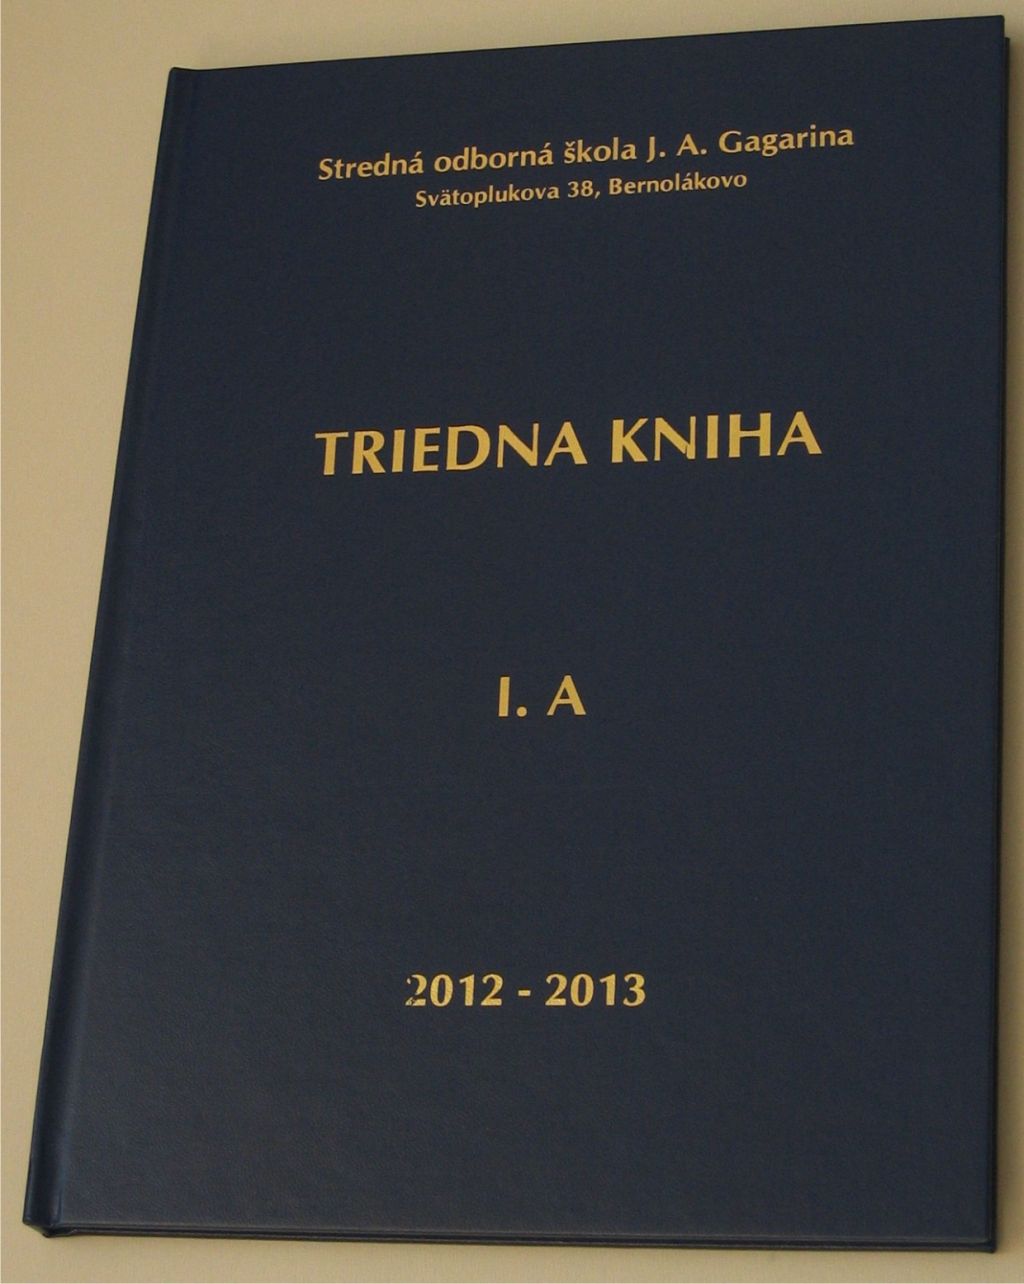 Stredná odborná škola J. A. Gagarina
Svätoplukova 38, Bernolákovo
TRIEDNA KNIHA
I. A
2012 - 2013